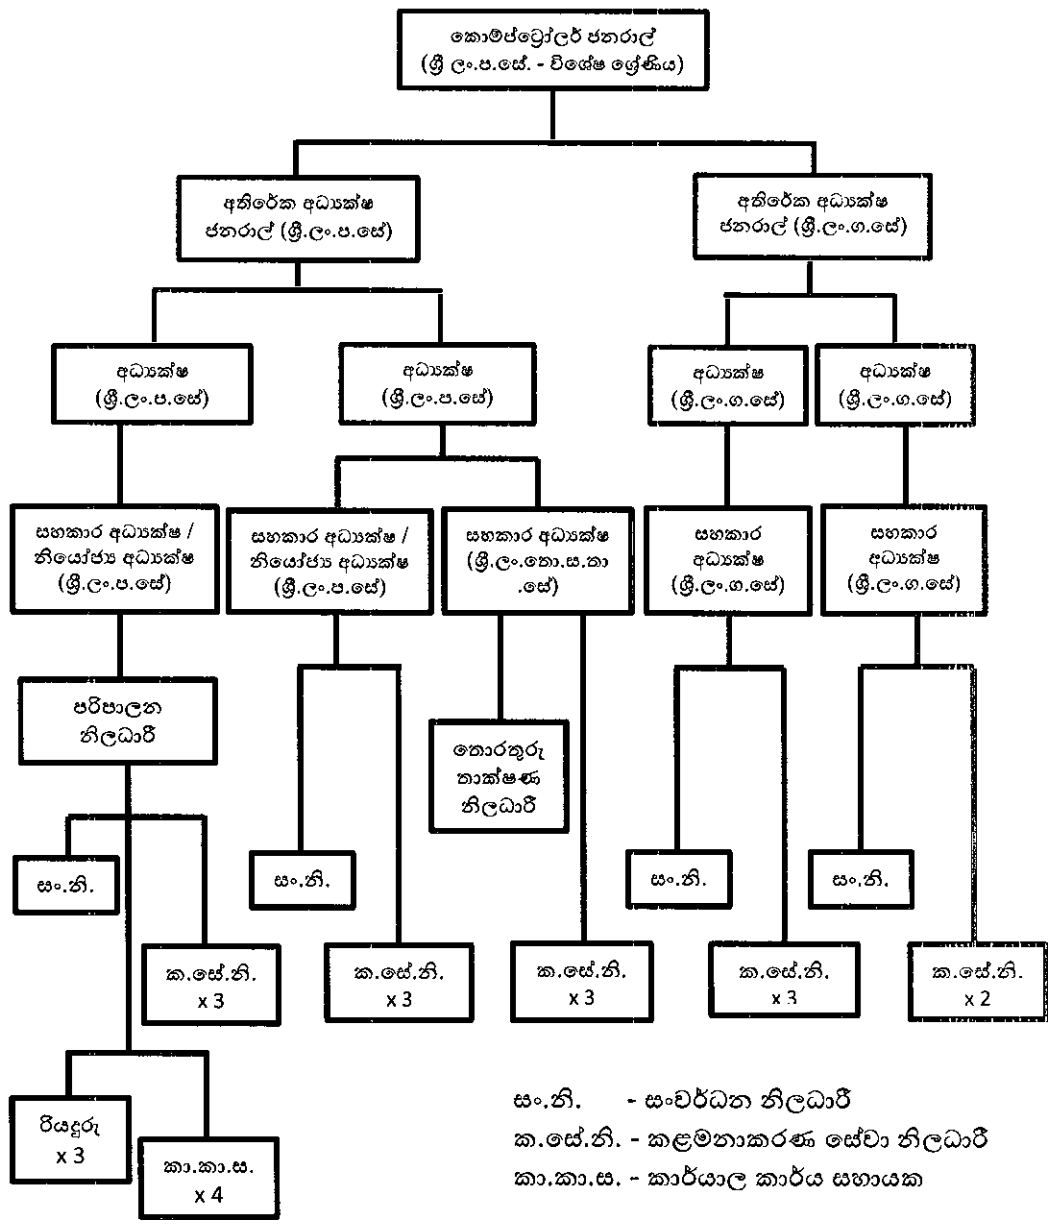 කොම්ප්ට්‍රෝලර් ජනරාල්
(ශ්‍රී ලං.ප.සේ. - විශේෂ ශ්‍රේණිය)
අතිරේක අධ්‍යක්ෂ
ජනරාල් (ශ්‍රී.ලං.ප.සේ)
අතිරේක අධ්‍යක්ෂ
ජනරාල් (ශ්‍රී.ලං.ග.සේ)
අධ්‍යක්ෂ
(ශ්‍රී.ලං.ප.සේ)
අධ්‍යක්ෂ
(ශ්‍රී.ලං.ප.සේ)
අධ්‍යක්ෂ
(ශ්‍රී.ලං.ග.සේ)
අධ්‍යක්ෂ
(ශ්‍රී.ලං.ග.සේ)
සහකාර අධ්‍යක්ෂ /
නියෝජ්‍ය අධ්‍යක්ෂ
(ශ්‍රී.ලං.ප.සේ)
සහකාර අධ්‍යක්ෂ /
නියෝජ්‍ය අධ්‍යක්ෂ
(ශ්‍රී.ලං.ප.සේ)
සහකාර අධ්‍යක්ෂ
(ශ්‍රී.ලං.තො.ස.තා
.සේ)
සහකාර
අධ්‍යක්ෂ
(ශ්‍රී.ලං.ග.සේ)
සහකාර
අධ්‍යක්ෂ
(ශ්‍රී.ලං.ග.සේ)
පරිපාලන
නිලධාරී
තොරතුරු
තාක්ෂණ
නිලධාරී
සං.නි.
සං.නි.
සං.නි.
සං.නි.
ක.සේ.නි.
x 3
ක.සේ.නි.
x 3
ක.සේ.නි.
x 3
ක.සේ.නි.
x 3
ක.සේ.නි.
x 2
රියදුරු
x 3
කා.කා.ස.
x 4
සං.නි. - සංවර්ධන නිලධාරී
ක.සේ.නි. - කළමනාකරණ සේවා නිලධාරී
කා.කා.ස. - කාර්යාල කාර්ය සහායක